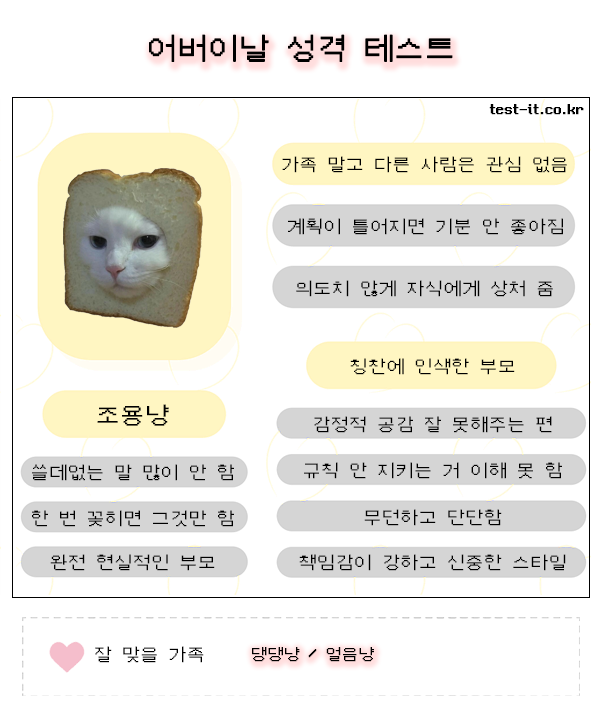 어버이날 성격 테스트
test-it.co.kr
가족 말고 다른 사람은 관심 없음
계획이 틀어지면 기분 안 좋아짐
의도치 않게 자식에게 상처 줌
칭찬에 인색한 부모
조용냥
감정적 공감 잘 못해주는 편
쓸데없는 말 많이 안 함
규칙 안 지키는 거 이해 못 함
한 번 꽂히면 그것만 함
무던하고 단단함
완전 현실적인 부모
책임감이 강하고 신중한 스타일
잘 맞을 가족 댕댕냥 / 얼음냥